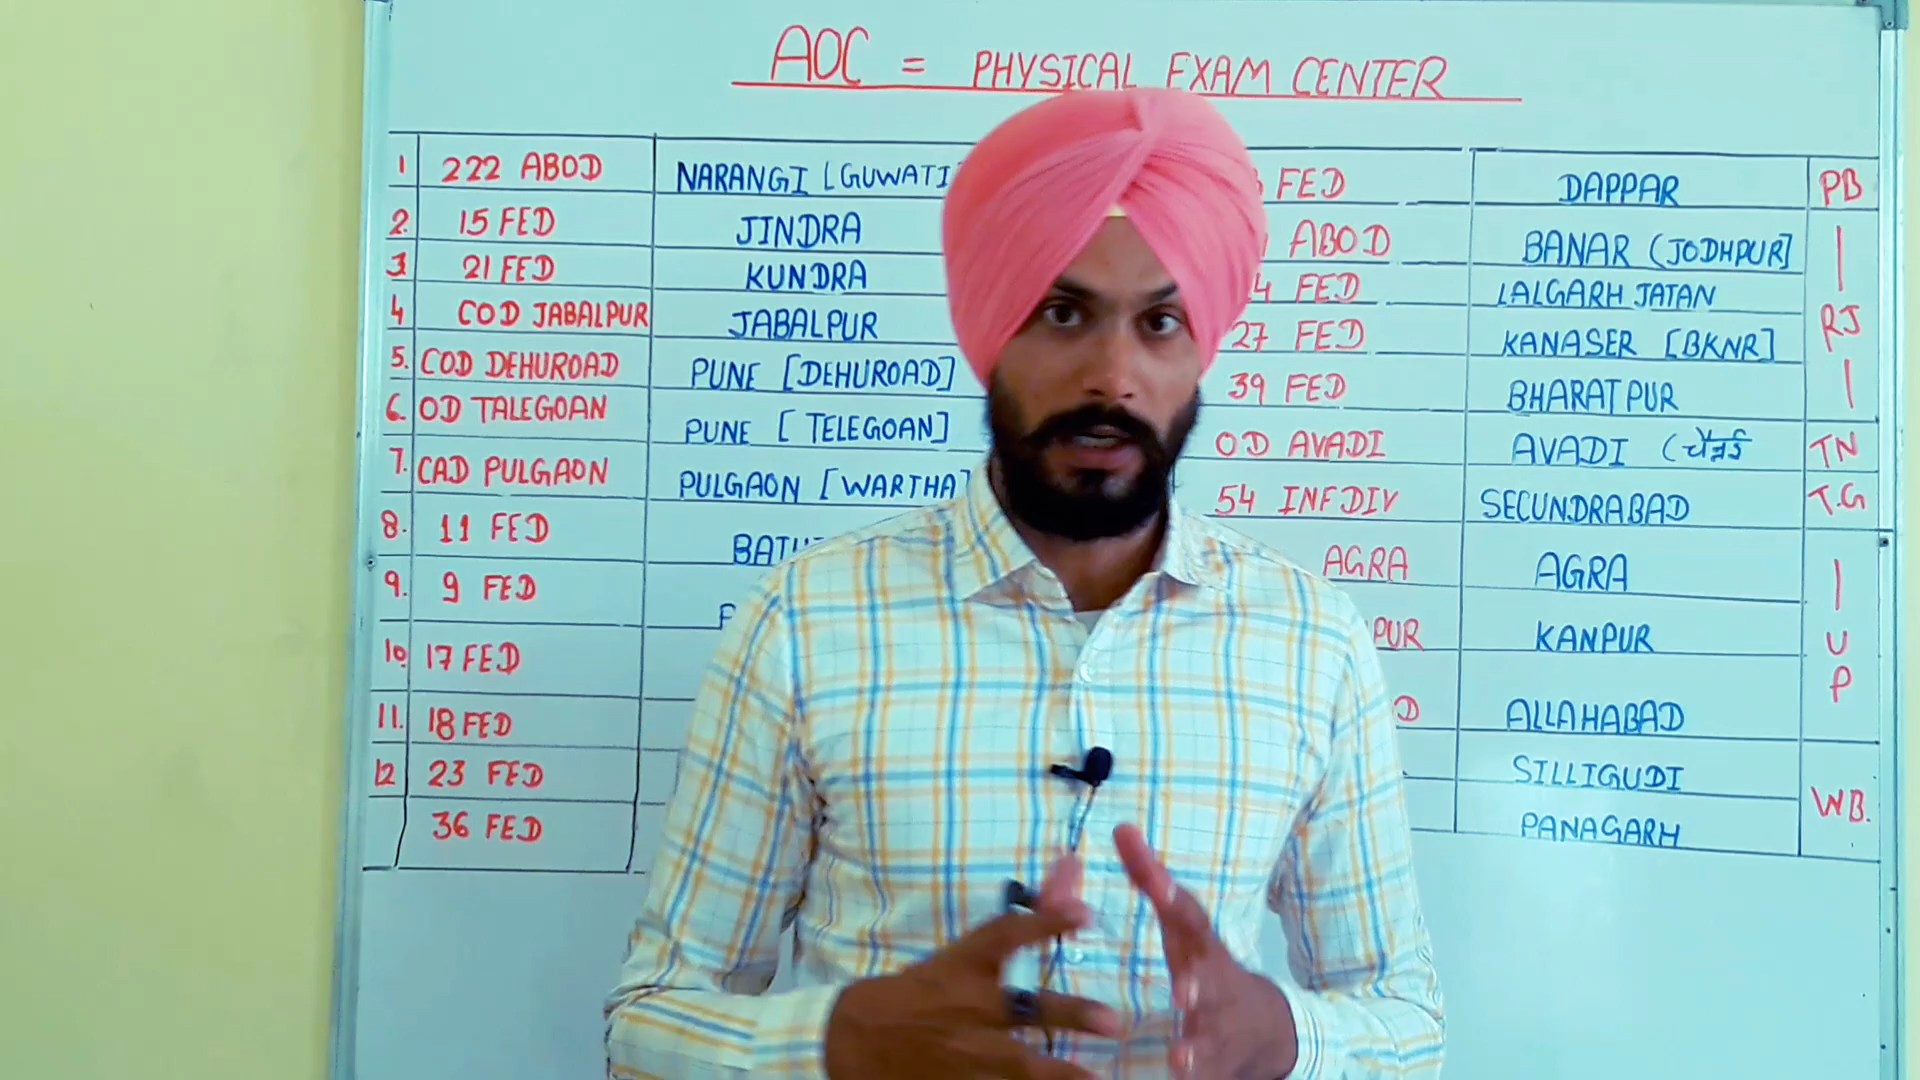 AOC = PHYSICAL EXAM CENTER
1 222 ABOD NARANGI [GUWATI
2. 15 FED JINDRA
3. 21 FED KUNDRA
4 COD JABALPUR JABALPUR
5. COD DEHUROAD PUNE [DEHUROAD]
6. OD TALEGOAN PUNE [TELEGOAN]
7. CAD PULGAON PULGAON [WARTHA]
8. 11 FED
9. 9 FED
10. 17 FED
11. 18 FED
12 23 FED
36 FED
FED DAPPAR PB
ABOD BANAR (JODHPUR]
4 FED LALGARH JATAN
27 FED KANASER [BKNR] RJ
39 FED BHARATPUR
OD AVADI AVADI TN
54 INFDIV SECUNDRABAD T.G
AGRA AGRA
PUR KANPUR U
D ALLAHABAD P
SILLIGUDI
PANAGARH WB.